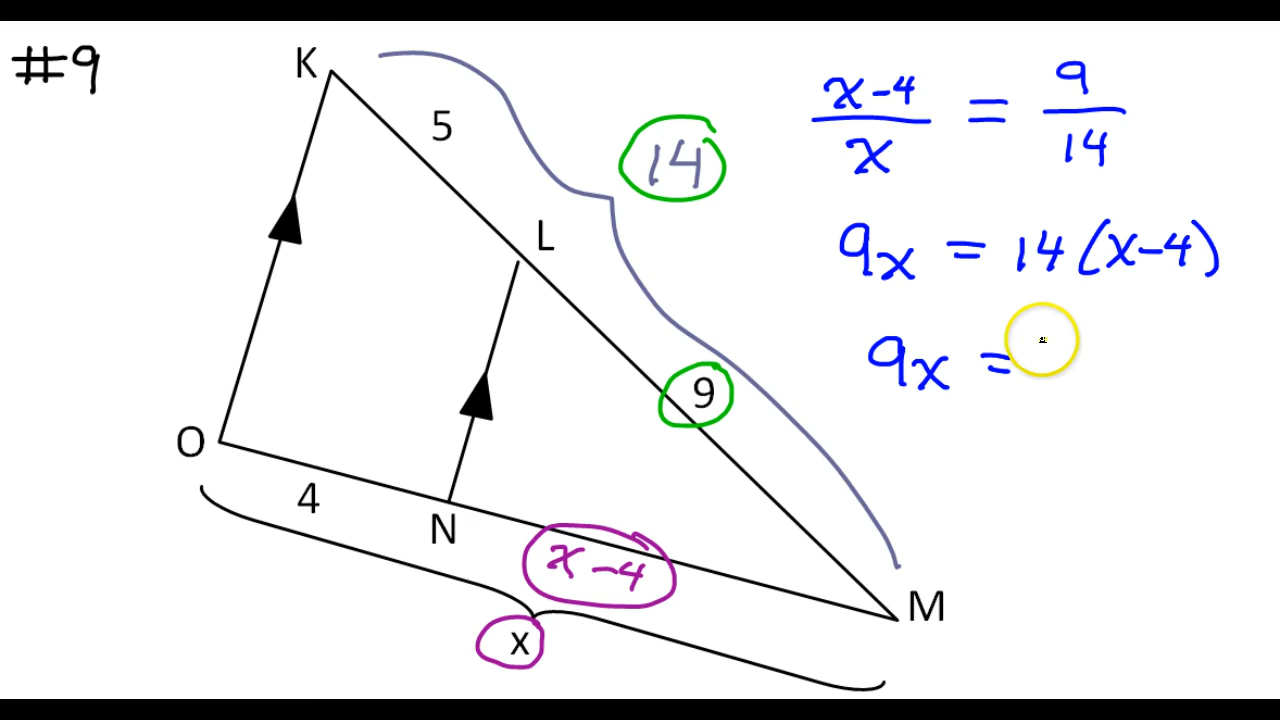 #9
K
5
14
L
9
O
4
N
x-4
M
x
x-4/x = 9/14
9x = 14(x-4)
9x =